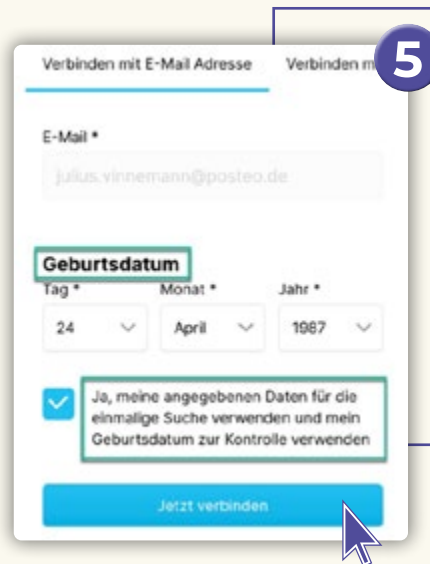 5
Verbinden mit E-Mail Adresse Verbinden m
E-Mail *
julius.vinnemann@posteo.de
Geburtsdatum
Tag * Monat * Jahr *
24 April 1987
Ja, meine angegebenen Daten für die
einmalige Suche verwenden und mein
Geburtsdatum zur Kontrolle verwenden
Jetzt verbinden